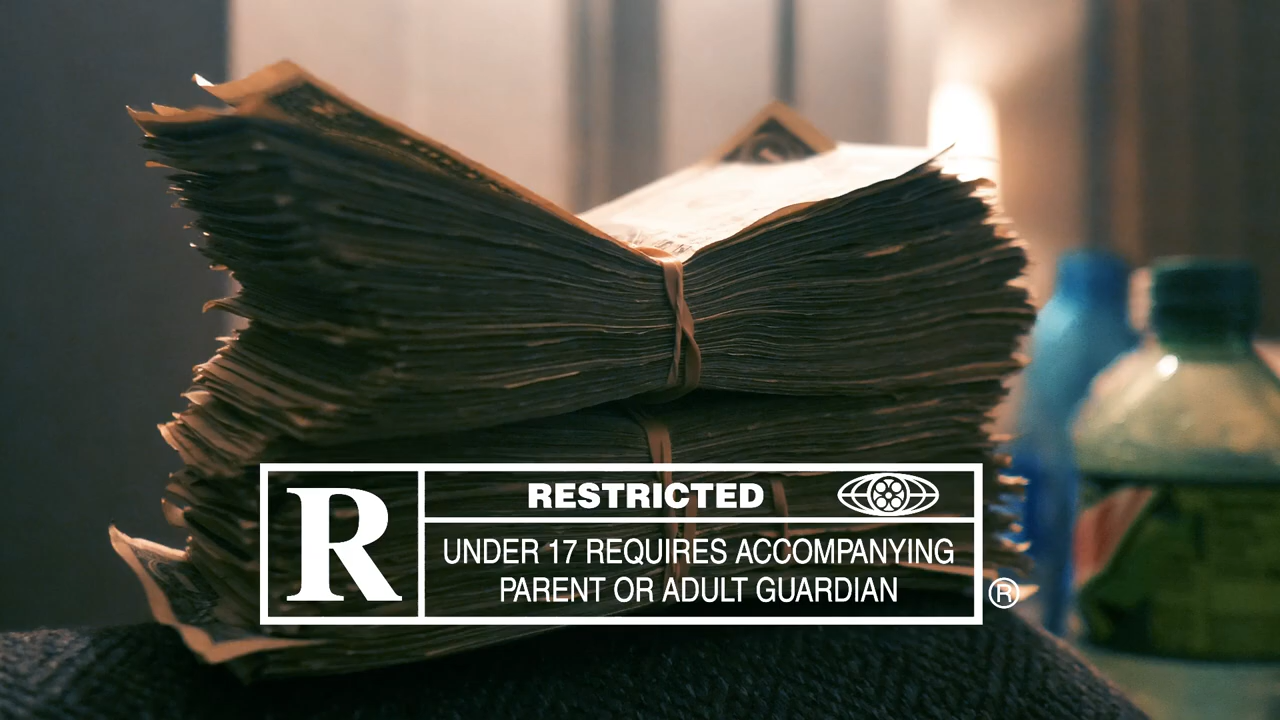 R
RESTRICTED
UNDER 17 REQUIRES ACCOMPANYING
PARENT OR ADULT GUARDIAN
®